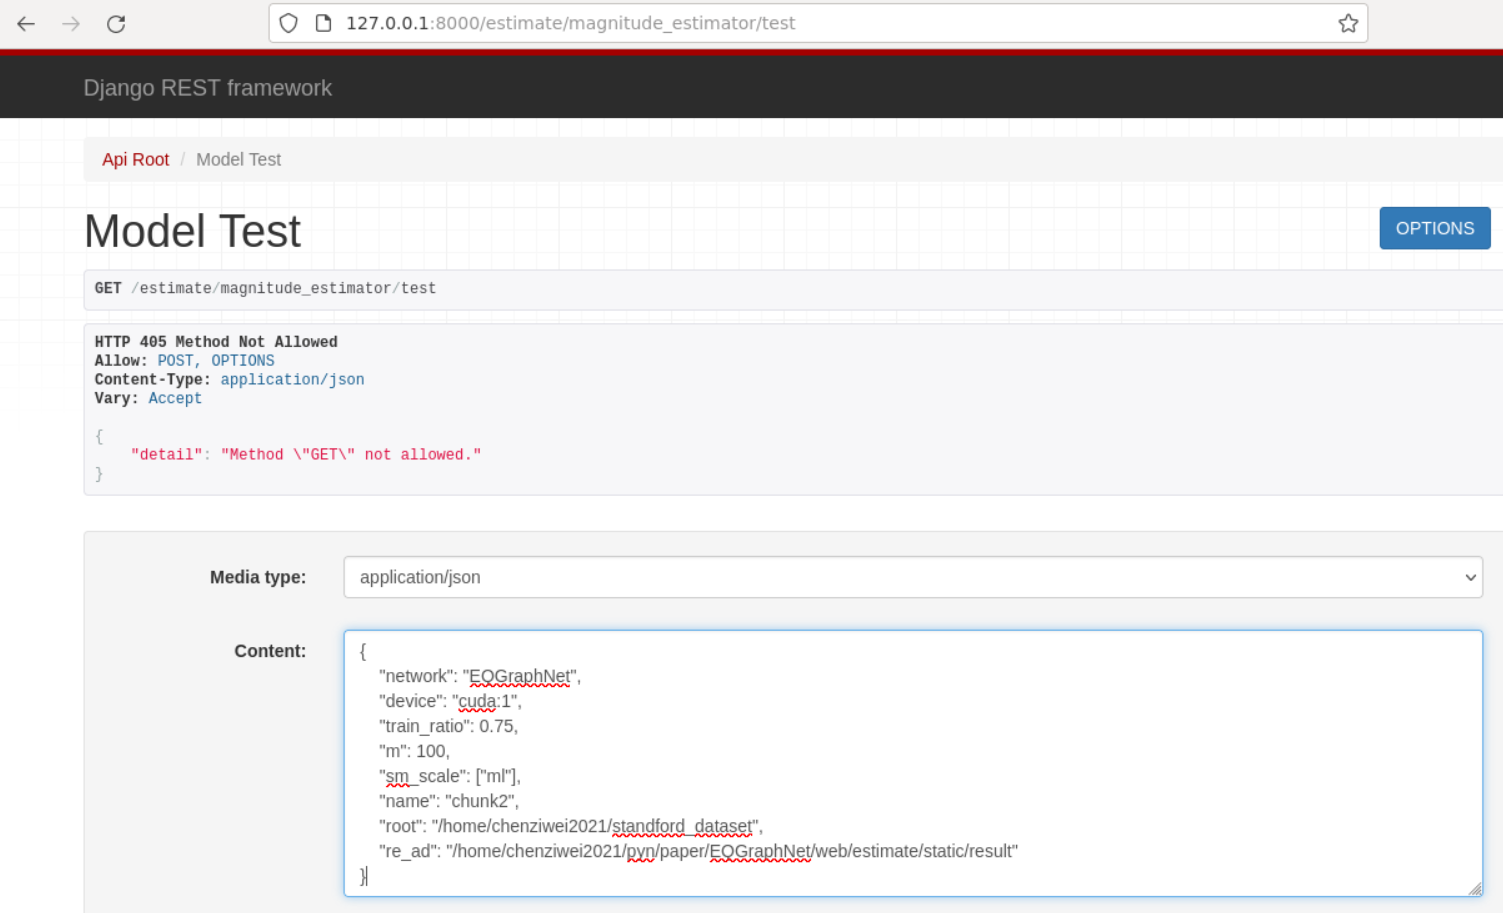 127.0.0.1:8000/estimate/magnitude_estimator/test
Django REST framework
Api Root / Model Test
Model Test
OPTIONS
GET /estimate/magnitude_estimator/test
HTTP 405 Method Not Allowed
Allow: POST, OPTIONS
Content-Type: application/json
Vary: Accept
{
    "detail": "Method \"GET\" not allowed."
}
Media type: application/json
Content:
{
    "network": "EQGraphNet",
    "device": "cuda:1",
    "train_ratio": 0.75,
    "m": 100,
    "sm_scale": ["ml"],
    "name": "chunk2",
    "root": "/home/chenziwei2021/standford_dataset",
    "re_ad": "/home/chenziwei2021/pyn/paper/EQGraphNet/web/estimate/static/result"
}